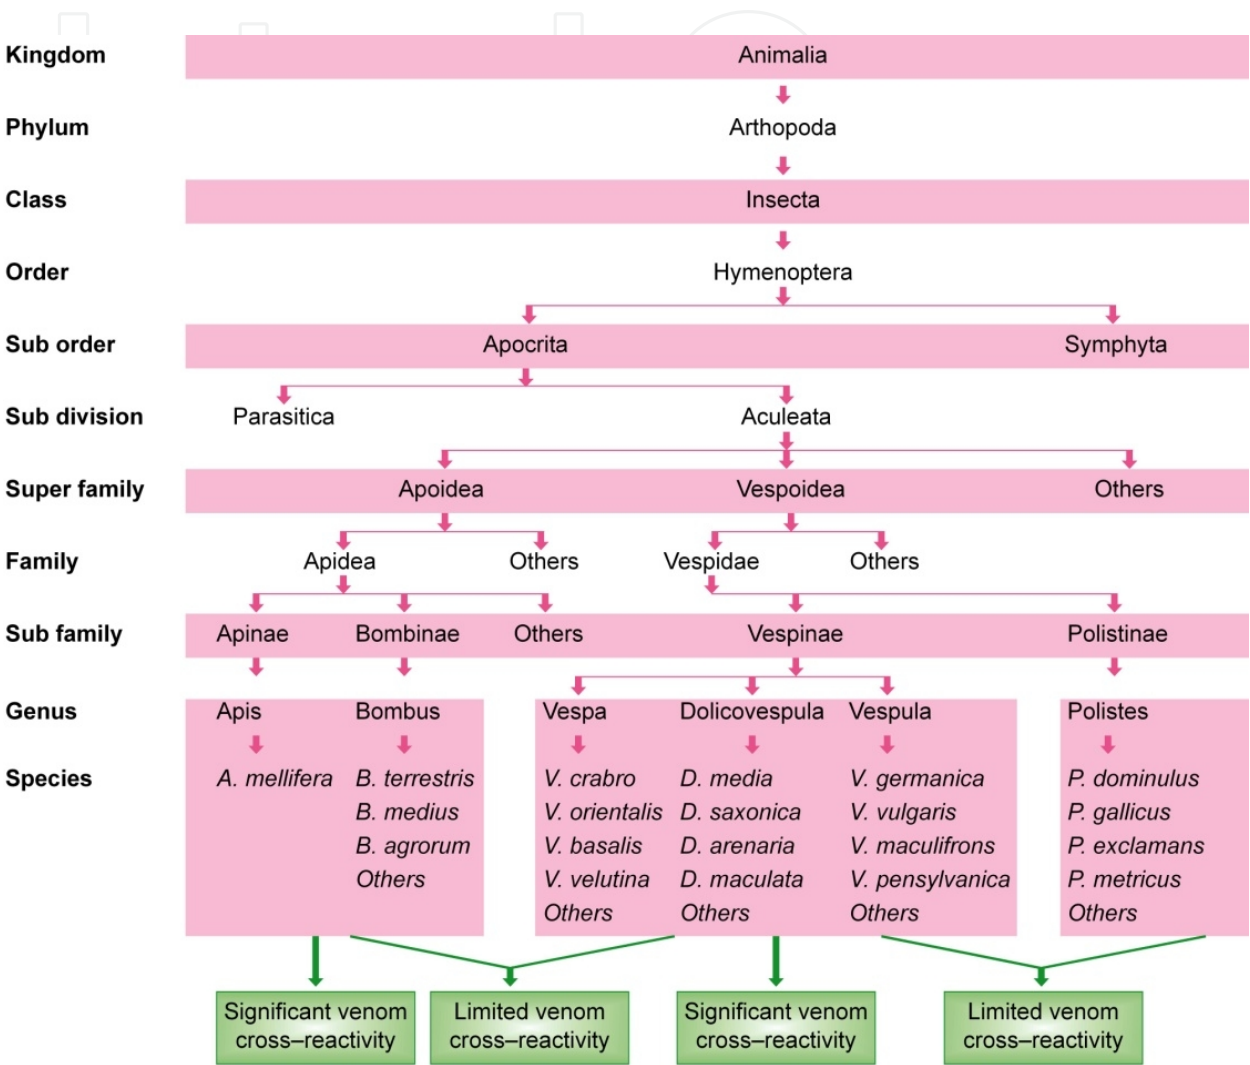 Kingdom Animalia
Phylum Arthopoda
Class Insecta
Order Hymenoptera
Sub order Apocrita Symphyta
Sub division Parasitica Aculeata
Super family Apoidea Vespoidea Others
Family Apidea Others Vespidae Others
Sub family Apinae Bombinae Others Vespinae Polistinae
Genus Apis Bombus Vespa Dolicovespula Vespula Polistes
Species A. mellifera B. terrestris V. crabro D. media V. germanica P. dominulus
B. medius V. orientalis D. saxonica V. vulgaris P. gallicus
B. agrorum V. basalis D. arenaria V. maculifrons P. exclamans
Others V. velutina D. maculata V. pensylvanica P. metricus
Others Others Others Others
Significant venom Limited venom Significant venom Limited venom
cross–reactivity cross–reactivity cross–reactivity cross–reactivity